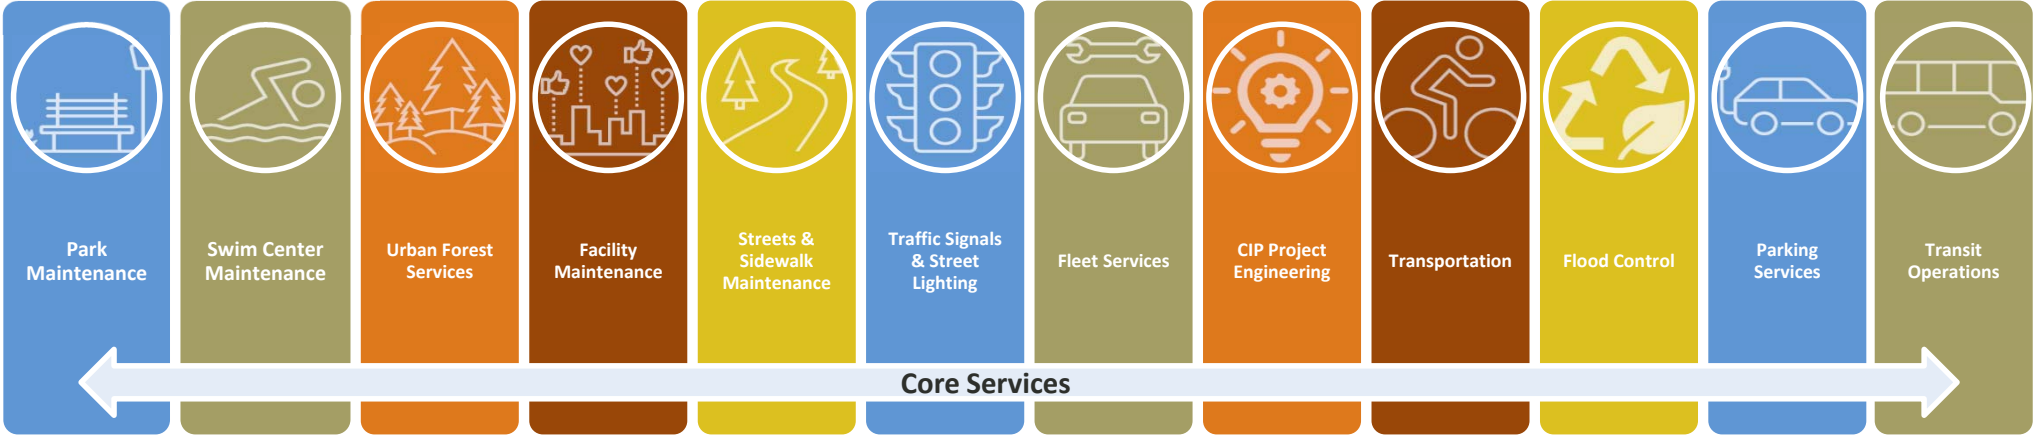 Park
Maintenance
Swim Center
Maintenance
Urban Forest
Services
Facility
Maintenance
Streets &
Sidewalk
Maintenance
Traffic Signals
& Street
Lighting
Fleet Services
CIP Project
Engineering
Transportation
Flood Control
Parking
Services
Transit
Operations
Core Services